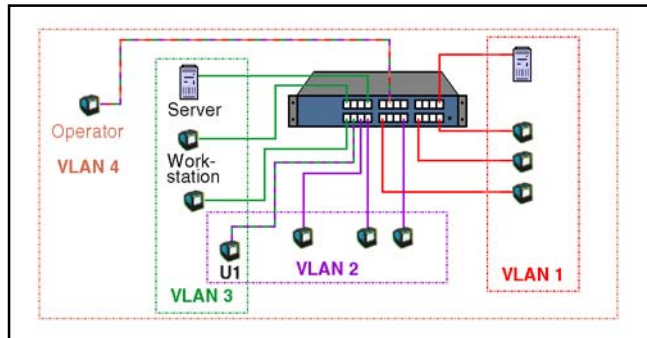 Server
Operator
VLAN 4
Work-
station
U1
VLAN 2
VLAN 3
VLAN 1